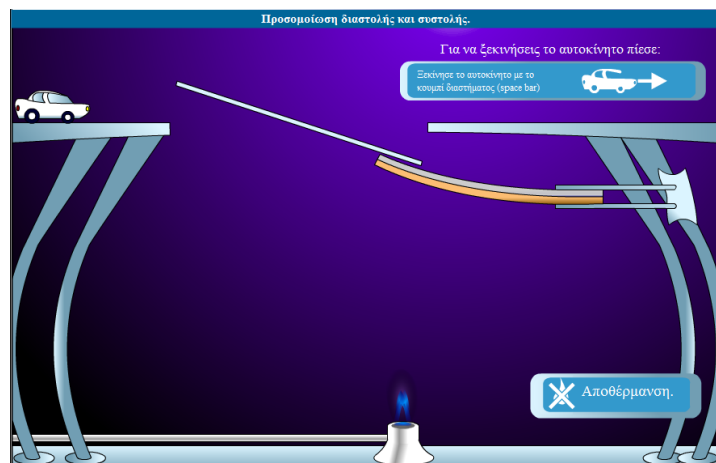 Προσομοίωση διαστολής και συστολής.
Για να ξεκινήσεις το αυτοκίνητο πίεσε:
Ξεκίνησε το αυτοκίνητο με το
κουμπί διαστήματος (space bar)
Αποθέρμανση.